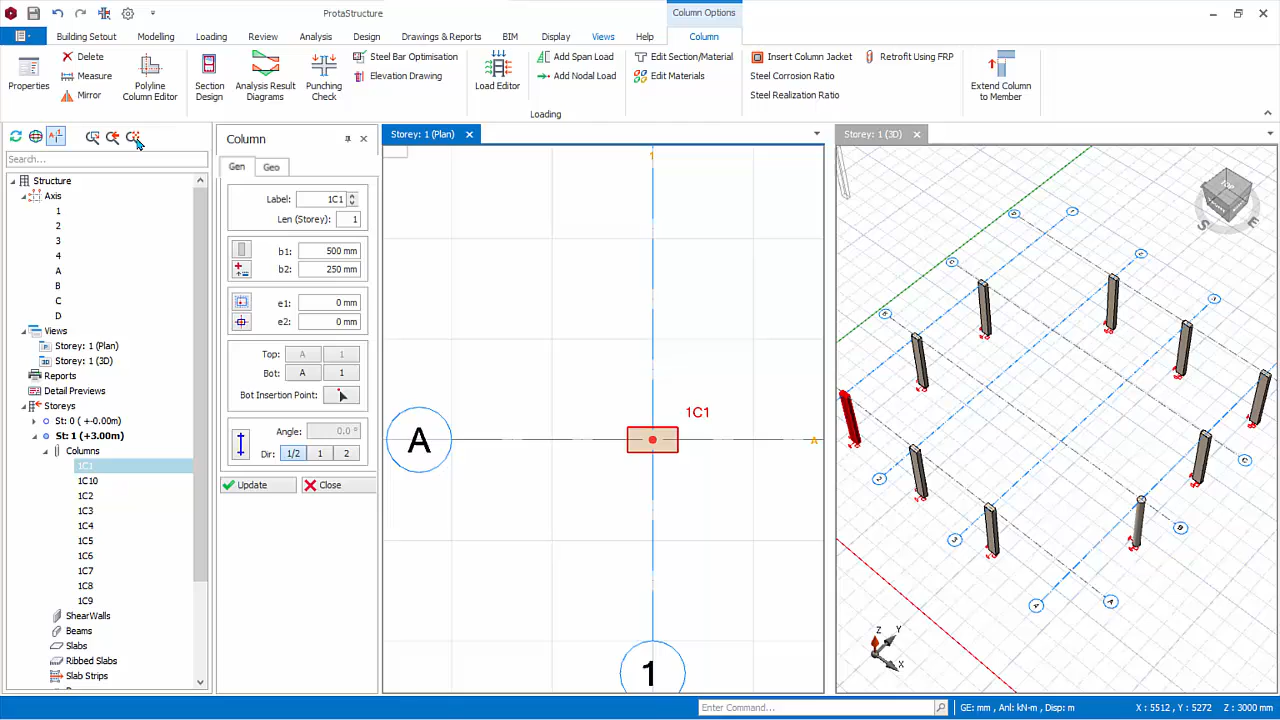 ProtaStructure
Column Options
Building Setout Modelling Loading Review Analysis Design Drawings & Reports BIM Display Views Help Column
Properties
Delete
Measure
Mirror
Polyline Column Editor
Section Design
Analysis Result Diagrams
Punching Check
Steel Bar Optimisation
Elevation Drawing
Load Editor
Add Span Load
Add Nodal Load
Loading
Edit Section/Material
Edit Materials
Insert Column Jacket
Steel Corrosion Ratio
Steel Realization Ratio
Retrofit Using FRP
Extend Column to Member
Search...
Structure
Axis
1
2
3
4
A
B
C
D
Views
Storey: 1 (Plan)
Storey: 1 (3D)
Reports
Detail Previews
Storeys
St: 0 ( +-0.00m)
St: 1 (+3.00m)
Columns
1C1
1C10
1C2
1C3
1C4
1C5
1C6
1C7
1C8
1C9
ShearWalls
Beams
Slabs
Ribbed Slabs
Slab Strips
Column
Gen Geo
Label: 1C1
Len (Storey): 1
b1: 500 mm
b2: 250 mm
e1: 0 mm
e2: 0 mm
Top: A 1
Bot: A 1
Bot Insertion Point:
Angle: 0.0 °
Dir: 1/2 1 2
Update Close
Storey: 1 (Plan)
1
1C1
A
A
1
Storey: 1 (3D)
TOP
S
E
Z
Y
X
2
3
4
A
B
C
Enter Command...
GE: mm , Anl: kN-m , Disp: m
X : 5512 , Y : 5272
Z : 3000 mm